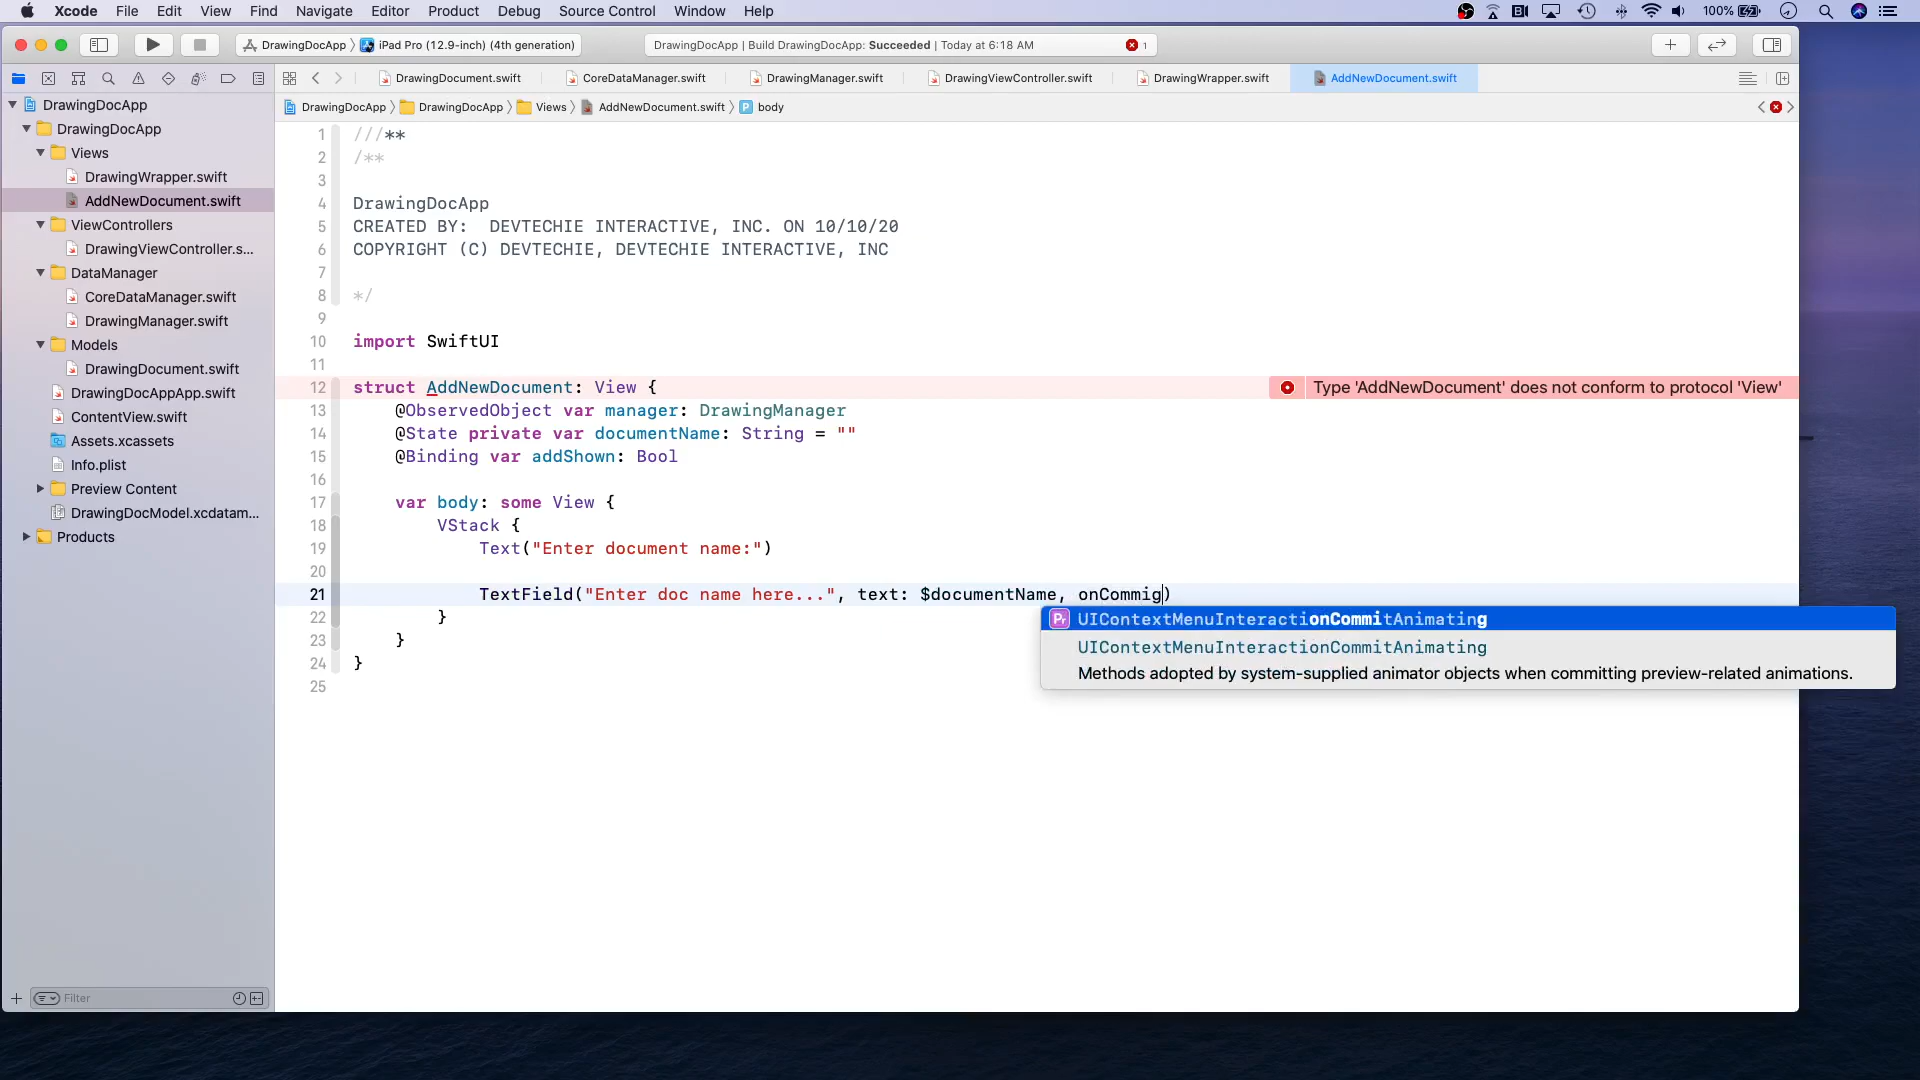 Xcode File Edit View Find Navigate Editor Product Debug Source Control Window Help 100%
DrawingDocApp iPad Pro (12.9-inch) (4th generation) DrawingDocApp | Build DrawingDocApp: Succeeded | Today at 6:18 AM 1
DrawingDocument.swift CoreDataManager.swift DrawingManager.swift DrawingViewController.swift DrawingWrapper.swift AddNewDocument.swift
DrawingDocApp DrawingDocApp Views AddNewDocument.swift P body
DrawingDocApp
DrawingDocApp
Views
DrawingWrapper.swift
AddNewDocument.swift
ViewControllers
DrawingViewController.s...
DataManager
CoreDataManager.swift
DrawingManager.swift
Models
DrawingDocument.swift
DrawingDocAppApp.swift
ContentView.swift
Assets.xcassets
Info.plist
Preview Content
DrawingDocModel.xcdatam...
Products
Filter
1 ///**
2 /**
3
4 DrawingDocApp
5 CREATED BY: DEVTECHIE INTERACTIVE, INC. ON 10/10/20
6 COPYRIGHT (C) DEVTECHIE, DEVTECHIE INTERACTIVE, INC
7
8 */
9
10 import SwiftUI
11
12 struct AddNewDocument: View { Type 'AddNewDocument' does not conform to protocol 'View'
13 @ObservedObject var manager: DrawingManager
14 @State private var documentName: String = ""
15 @Binding var addShown: Bool
16
17 var body: some View {
18 VStack {
19 Text("Enter document name:")
20
21 TextField("Enter doc name here...", text: $documentName, onCommig)
22 }
23 }
24 }
25
Pr UIContextMenuInteractionCommitAnimating
UIContextMenuInteractionCommitAnimating
Methods adopted by system-supplied animator objects when committing preview-related animations.